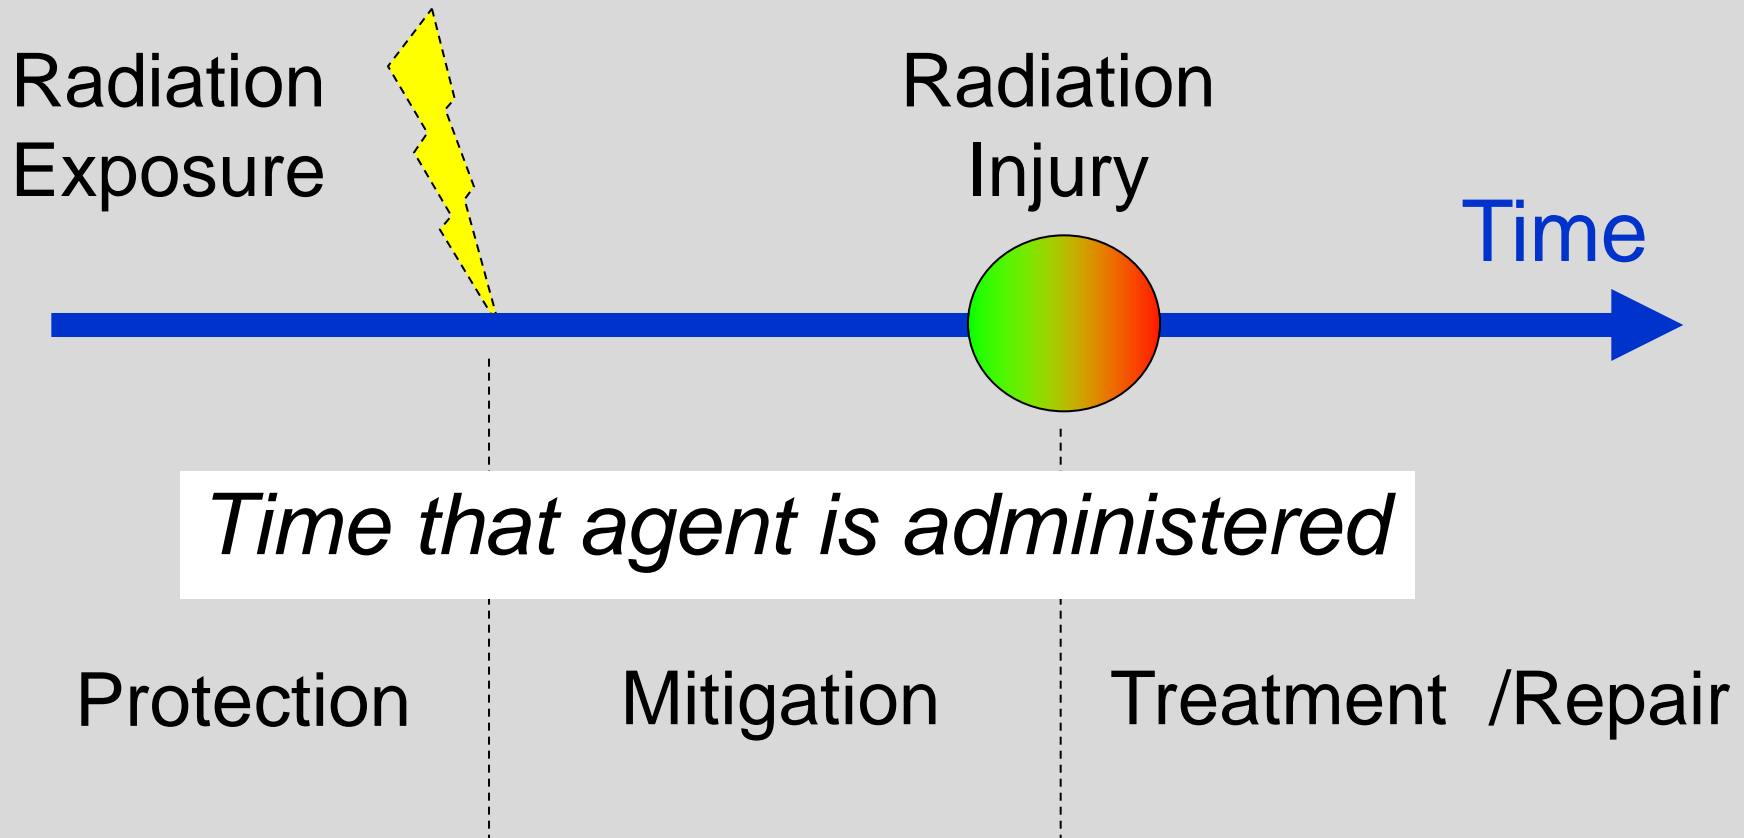 Radiation
Exposure
Radiation
Injury
Time
Time that agent is administered
Protection
Mitigation
Treatment /Repair